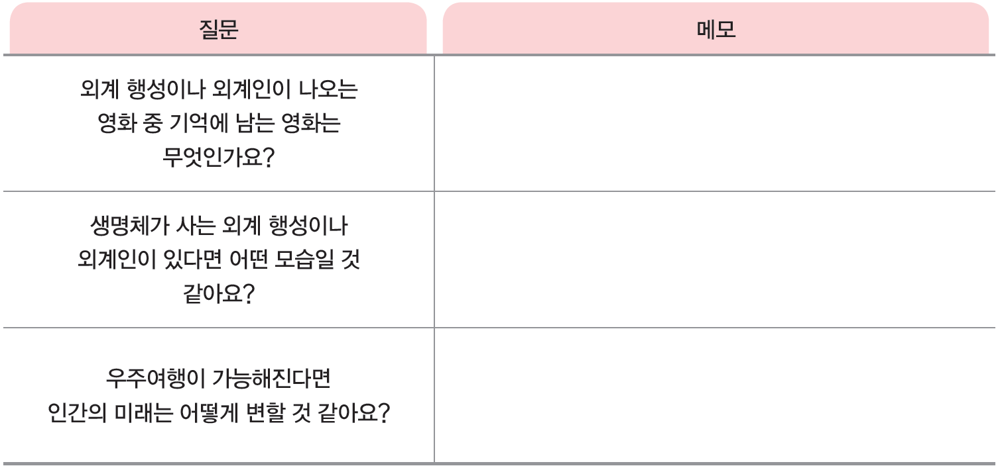 질문
메모
외계 행성이나 외계인이 나오는
영화 중 기억에 남는 영화는
무엇인가요?
생명체가 사는 외계 행성이나
외계인이 있다면 어떤 모습일 것
같아요?
우주여행이 가능해진다면
인간의 미래는 어떻게 변할 것 같아요?